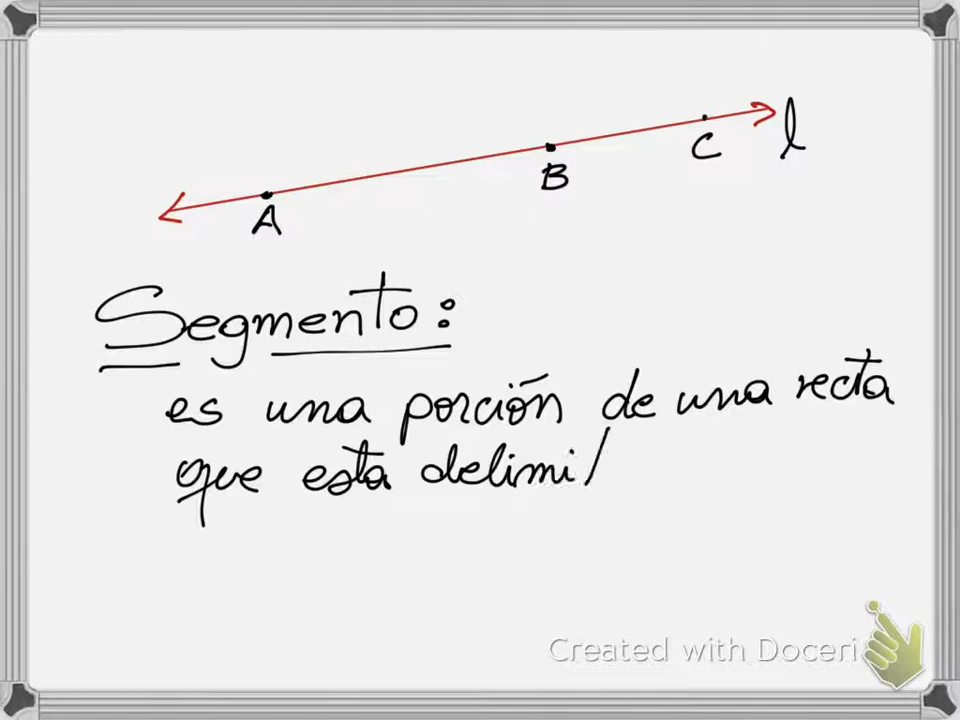 A B C l
Segmento:
es una porción de una recta
que esta delimi/
Created with Doceri